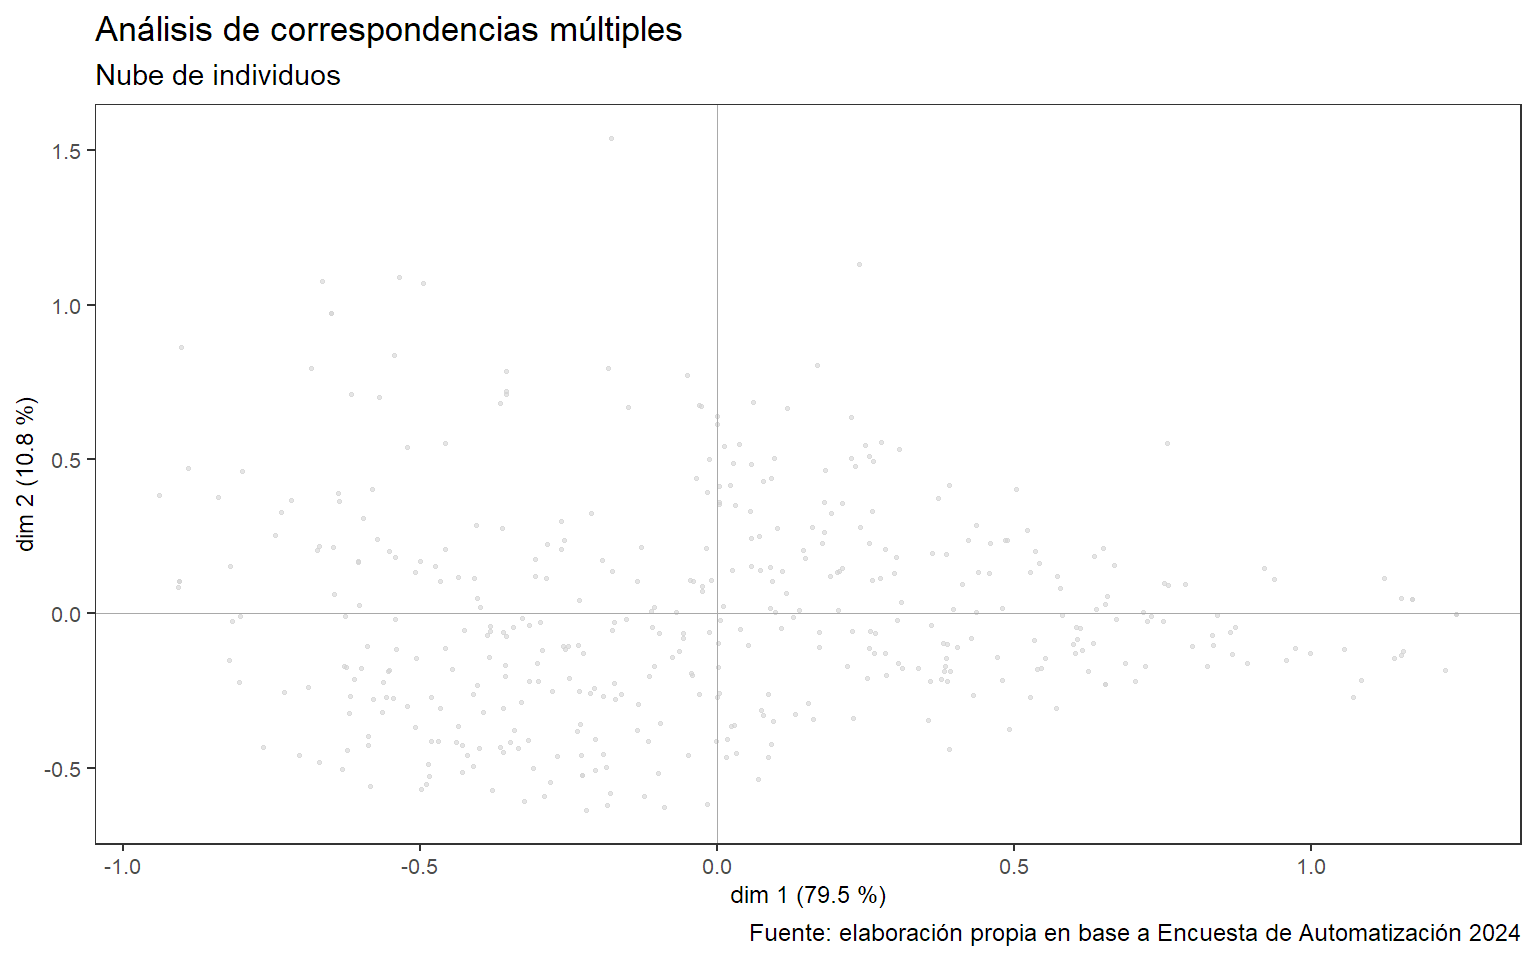 Análisis de correspondencias múltiples
Nube de individuos
1.5
1.0
0.5
0.0
-0.5
dim 2 (10.8 %)
-1.0
-0.5
0.0
0.5
1.0
dim 1 (79.5 %)
Fuente: elaboración propia en base a Encuesta de Automatización 2024